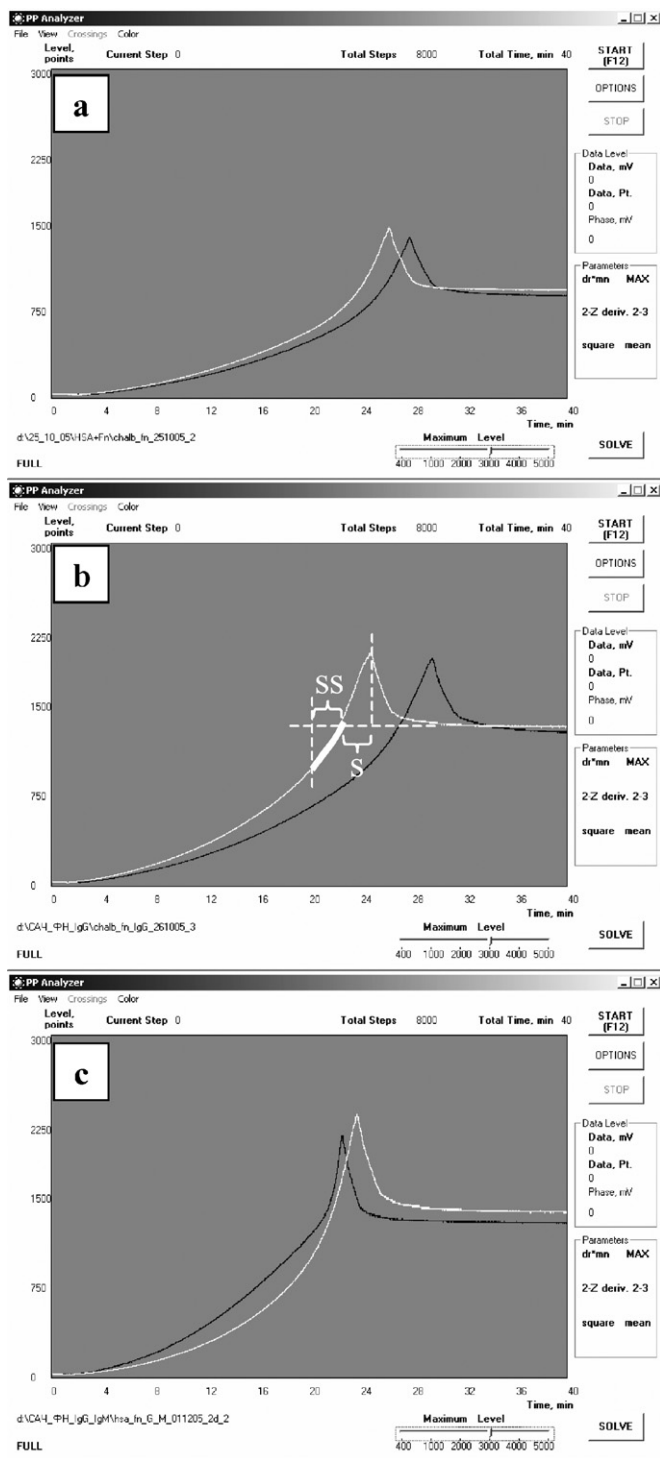 PP Analyzer
File View Crossings Color
Level, points Current Step 0 Total Steps 8000 Total Time, min 40
START (F12)
OPTIONS
STOP
a
3000
2250
1500
750
0
0 4 8 12 16 20 24 28 32 36 40
Time, min
Data Level
Data, mV
0
Data, Pt.
0
Phase, mV
0
Parameters
dr*mn MAX
2-Z deriv. 2-3
square mean
d:\25_10_05\HSA+Fn\chalb_fn_251005_2
Maximum Level
400 1000 2000 3000 4000 5000
SOLVE
FULL
PP Analyzer
File View Crossings Color
Level, points Current Step 0 Total Steps 8000 Total Time, min 40
START (F12)
OPTIONS
STOP
b
3000
2250
1500
750
0
SS
S
0 4 8 12 16 20 24 28 32 36 40
Time, min
Data Level
Data, mV
0
Data, Pt.
0
Phase, mV
0
Parameters
dr*mn MAX
2-Z deriv. 2-3
square mean
d:\САЧ_ФН_IgG\chalb_fn_IgG_261005_3
Maximum Level
400 1000 2000 3000 4000 5000
SOLVE
FULL
PP Analyzer
File View Crossings Color
Level, points Current Step 0 Total Steps 8000 Total Time, min 40
START (F12)
OPTIONS
STOP
c
3000
2250
1500
750
0
0 4 8 12 16 20 24 28 32 36 40
Time, min
Data Level
Data, mV
0
Data, Pt.
0
Phase, mV
0
Parameters
dr*mn MAX
2-Z deriv. 2-3
square mean
d:\САЧ_ФН_IgG_IgM\hsa_fn_G_M_011205_2d_2
Maximum Level
400 1000 2000 3000 4000 5000
SOLVE
FULL